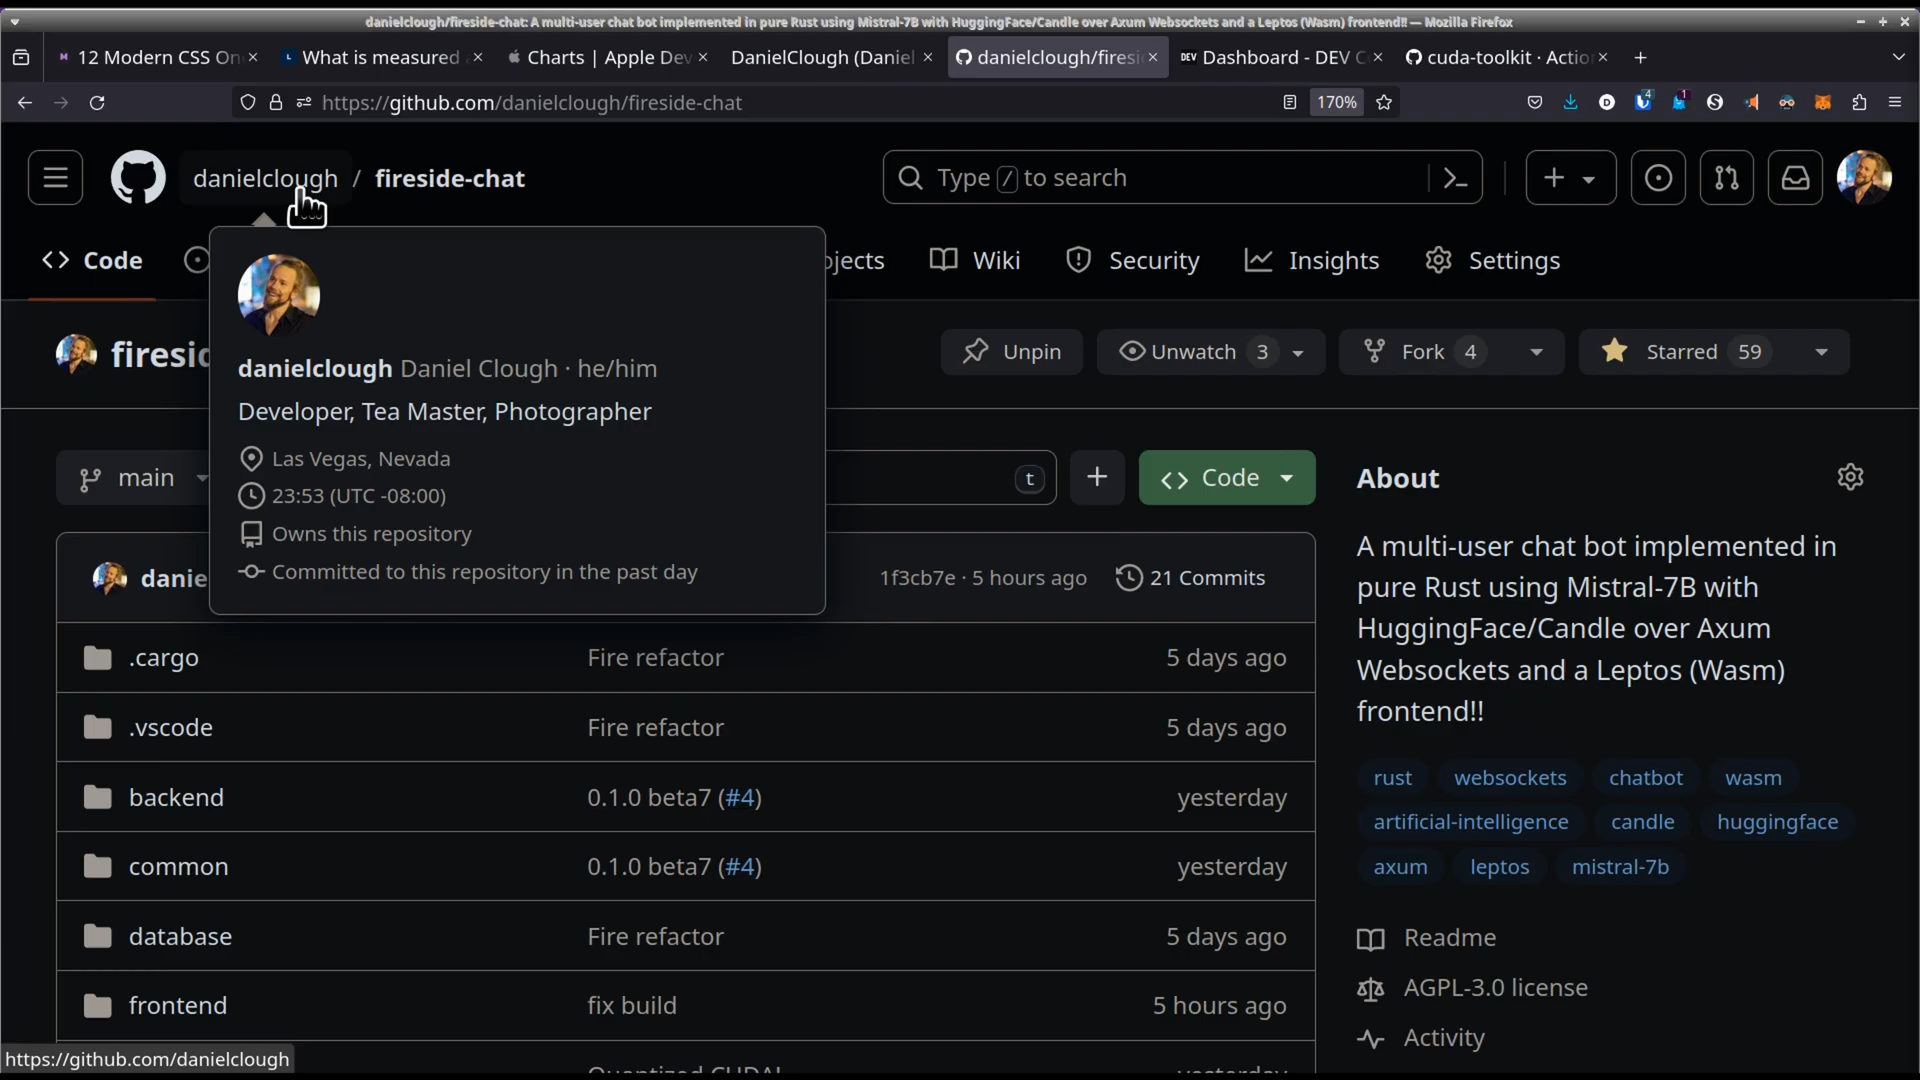 danielclough/fireside-chat: A multi-user chat bot implemented in pure Rust using Mistral-7B with HuggingFace/Candle over Axum Websockets and a Leptos (Wasm) frontend!! — Mozilla Firefox
12 Modern CSS On
What is measured
Charts | Apple Dev
DanielClough (Daniel
danielclough/firesi
DEV
Dashboard - DEV C
cuda-toolkit · Action
https://github.com/danielclough/fireside-chat
170%
4
1
danielclough / fireside-chat
Type / to search
Code
ojects
Wiki
Security
Insights
Settings
firesid
Unpin
Unwatch 3
Fork 4
Starred 59
danielclough Daniel Clough · he/him
Developer, Tea Master, Photographer
Las Vegas, Nevada
23:53 (UTC -08:00)
Owns this repository
Committed to this repository in the past day
main
t
+
Code
danie
1f3cb7e · 5 hours ago
21 Commits
.cargo
Fire refactor
5 days ago
.vscode
Fire refactor
5 days ago
backend
0.1.0 beta7 (#4)
yesterday
common
0.1.0 beta7 (#4)
yesterday
database
Fire refactor
5 days ago
frontend
fix build
5 hours ago
Quantized CUDA!
yesterday
About
A multi-user chat bot implemented in
pure Rust using Mistral-7B with
HuggingFace/Candle over Axum
Websockets and a Leptos (Wasm)
frontend!!
rust websockets chatbot wasm
artificial-intelligence candle huggingface
axum leptos mistral-7b
Readme
AGPL-3.0 license
Activity
https://github.com/danielclough